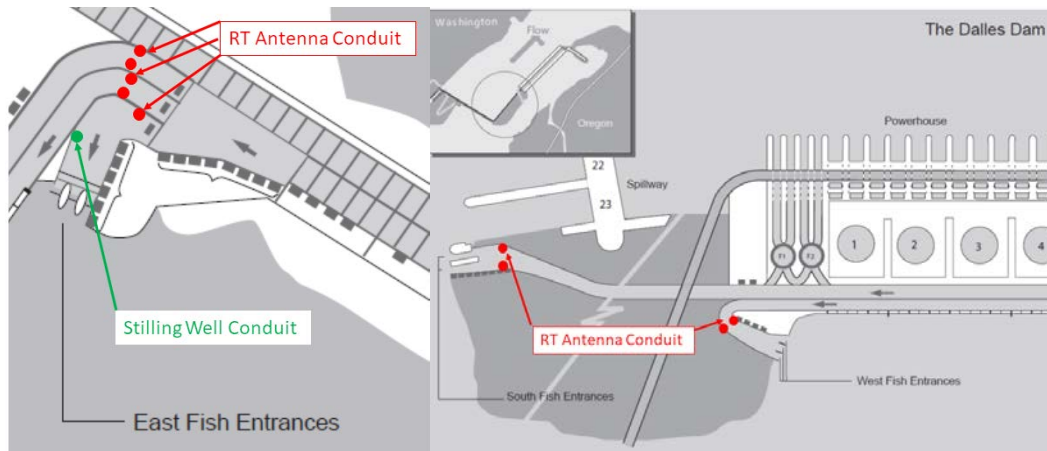 RT Antenna Conduit
Stilling Well Conduit
East Fish Entrances
Washington
Flow
Oregon
The Dalles Dam
Powerhouse
22
Spillway
23
1
2
3
4
F1
F2
RT Antenna Conduit
South Fish Entrances
West Fish Entrances